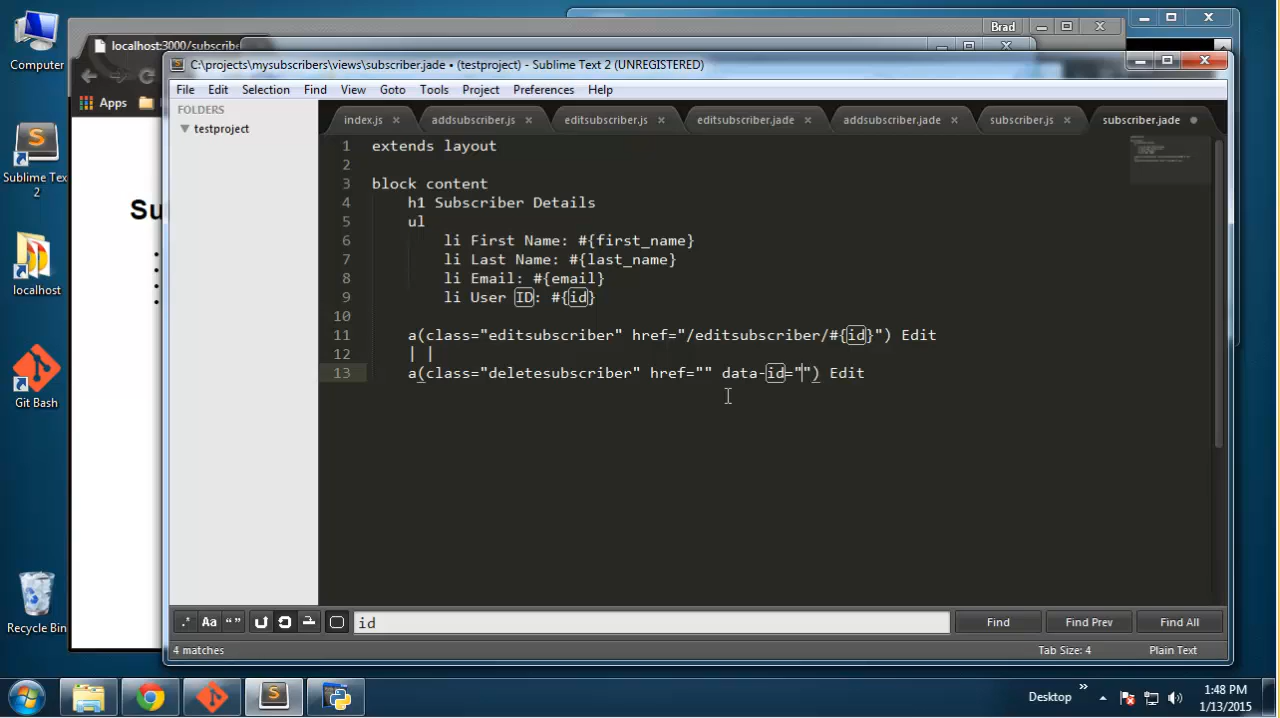 Computer
Sublime Text 2
localhost
Git Bash
Recycle Bin
Brad
localhost:3000/subscribe
Apps
Su
C:\projects\mysubscribers\views\subscriber.jade • (testproject) - Sublime Text 2 (UNREGISTERED)
File Edit Selection Find View Goto Tools Project Preferences Help
FOLDERS
testproject
index.js addsubscriber.js editsubscriber.js editsubscriber.jade addsubscriber.jade subscriber.js subscriber.jade
1 extends layout
2
3 block content
4 h1 Subscriber Details
5 ul
6 li First Name: #{first_name}
7 li Last Name: #{last_name}
8 li Email: #{email}
9 li User ID: #{id}
10
11 a(class="editsubscriber" href="/editsubscriber/#{id}") Edit
12 | |
13 a(class="deletesubscriber" href="" data-id="") Edit
.* Aa “” id Find Find Prev Find All
4 matches Tab Size: 4 Plain Text
Desktop » 1:48 PM
1/13/2015